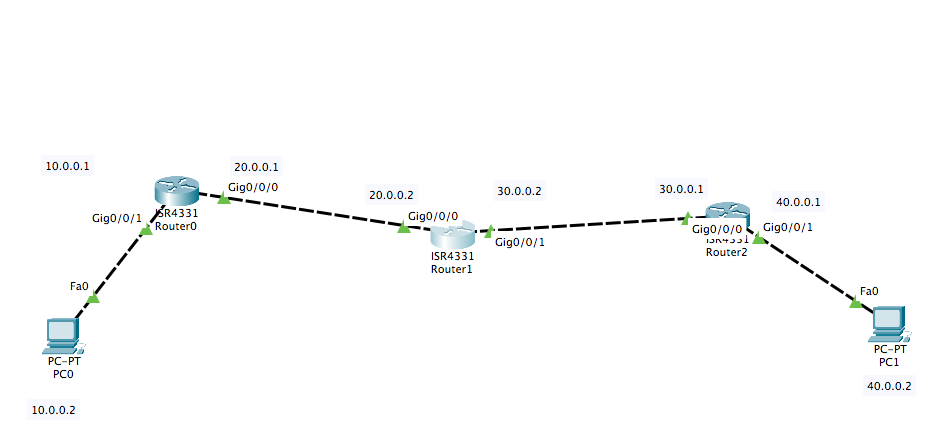 10.0.0.1
20.0.0.1
Gig0/0/0
Gig0/0/1
ISR4331
Router0
20.0.0.2
Gig0/0/0
30.0.0.2
Gig0/0/1
ISR4331
Router1
30.0.0.1
40.0.0.1
Gig0/0/0
Gig0/0/1
ISR4331
Router2
Fa0
PC-PT
PC0
10.0.0.2
Fa0
PC-PT
PC1
40.0.0.2